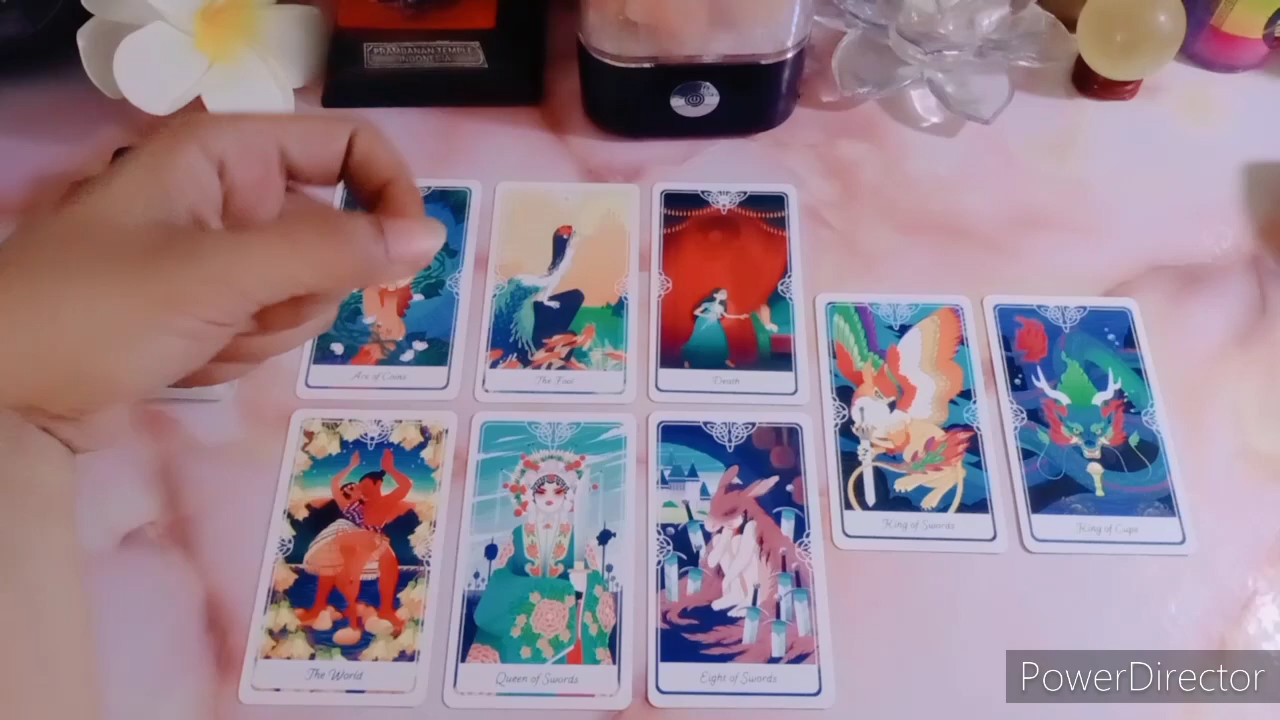 PRAMBANAN TEMPLE
INDONESIA
Ace of Coins
The Fool
Death
King of Swords
King of Cups
The World
Queen of Swords
Eight of Swords
PowerDirector